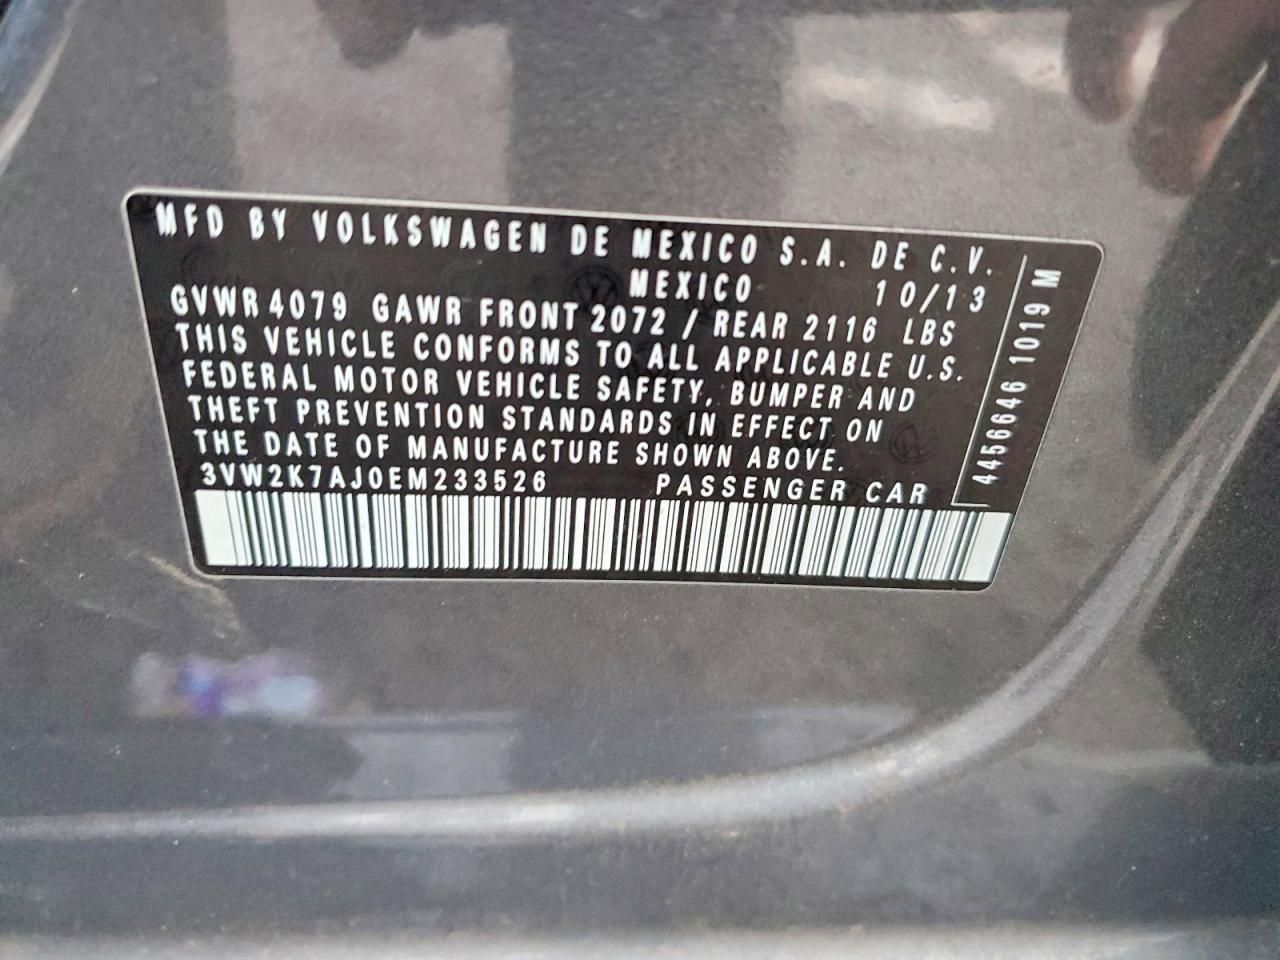 MFD BY VOLKSWAGEN DE MEXICO S.A. DE C.V.
MEXICO 10/13
GVWR 4079 GAWR FRONT 2072 / REAR 2116 LBS
THIS VEHICLE CONFORMS TO ALL APPLICABLE U.S.
FEDERAL MOTOR VEHICLE SAFETY, BUMPER AND
THEFT PREVENTION STANDARDS IN EFFECT ON
THE DATE OF MANUFACTURE SHOWN ABOVE.
3VW2K7AJ0EM233526 PASSENGER CAR
4456646 1019 M